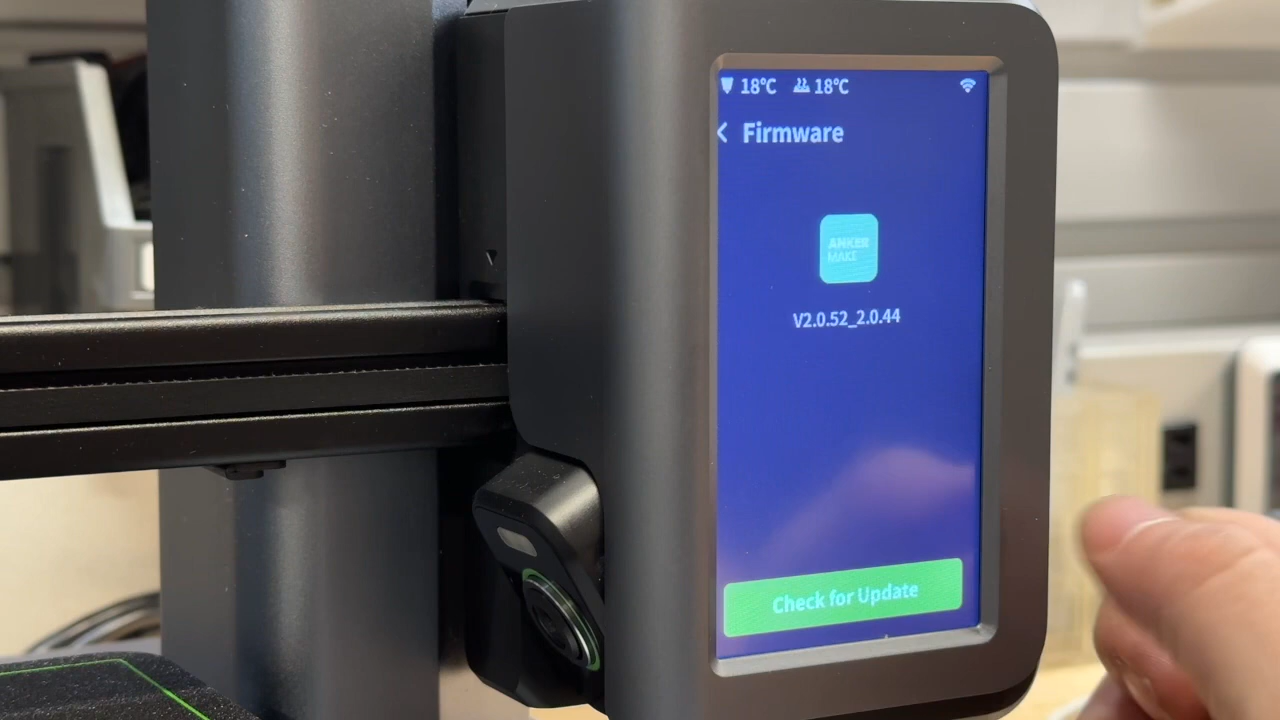 18°C 18°C
Firmware
ANKER
MAKE
V2.0.52_2.0.44
Check for Update